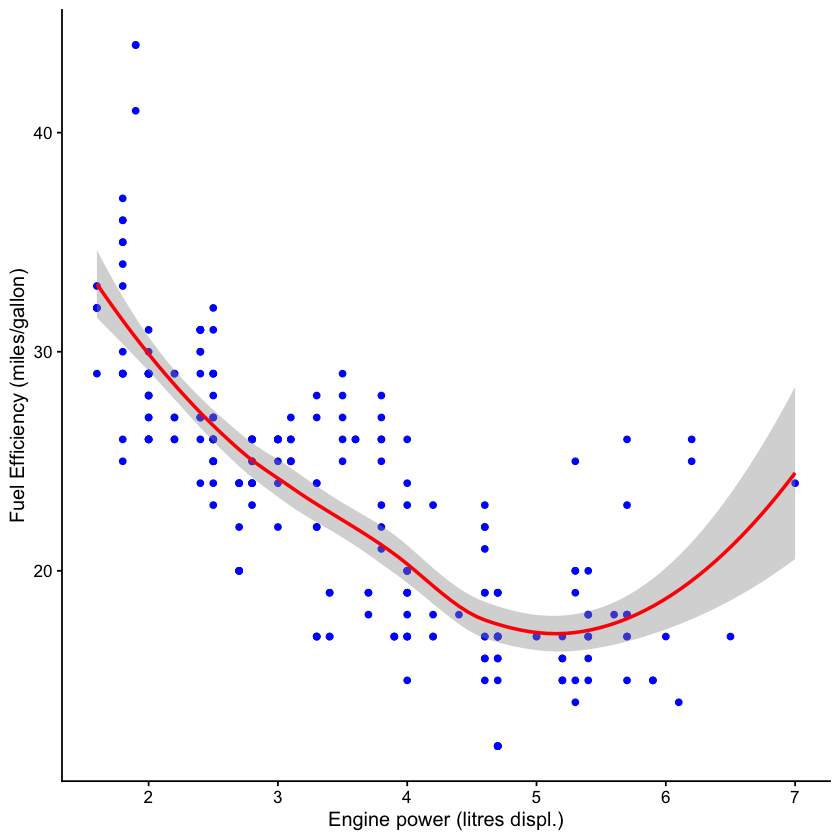 40
30
20
Fuel Efficiency (miles/gallon)
2 3 4 5 6 7
Engine power (litres displ.)